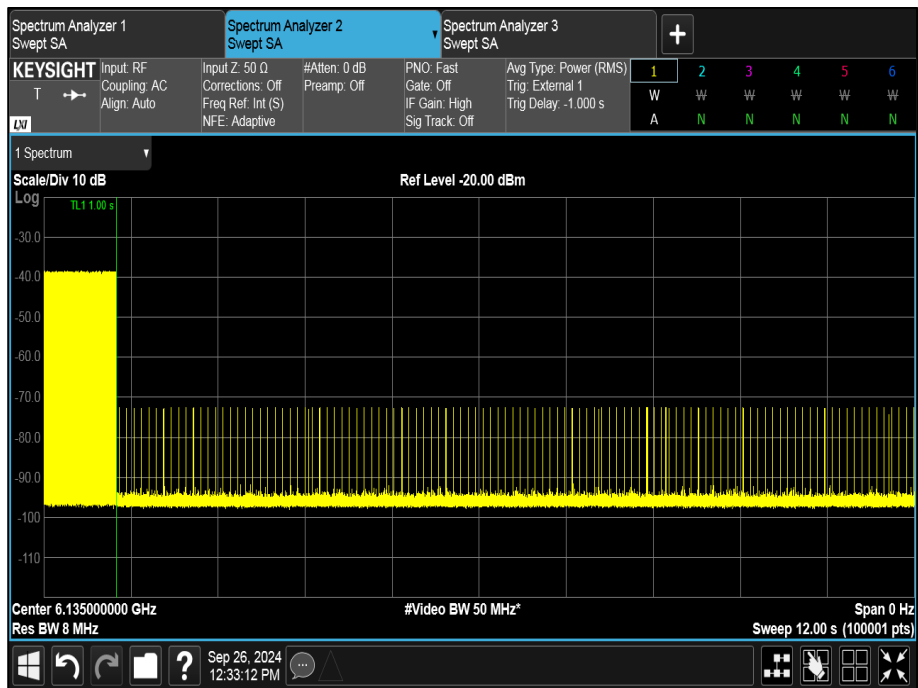 Spectrum Analyzer 1
Swept SA
Spectrum Analyzer 2
Swept SA
Spectrum Analyzer 3
Swept SA
+
KEYSIGHT
T
LXI
Input: RF
Coupling: AC
Align: Auto
Input Z: 50 Ω
Corrections: Off
Freq Ref: Int (S)
NFE: Adaptive
#Atten: 0 dB
Preamp: Off
PNO: Fast
Gate: Off
IF Gain: High
Sig Track: Off
Avg Type: Power (RMS)
Trig: External 1
Trig Delay: -1.000 s
1 2 3 4 5 6
W W W W W W
A N N N N N
1 Spectrum
Scale/Div 10 dB
Ref Level -20.00 dBm
Log
TL1 1.00 s
-30.0
-40.0
-50.0
-60.0
-70.0
-80.0
-90.0
-100
-110
Center 6.135000000 GHz
#Video BW 50 MHz*
Span 0 Hz
Res BW 8 MHz
Sweep 12.00 s (100001 pts)
?
Sep 26, 2024
12:33:12 PM